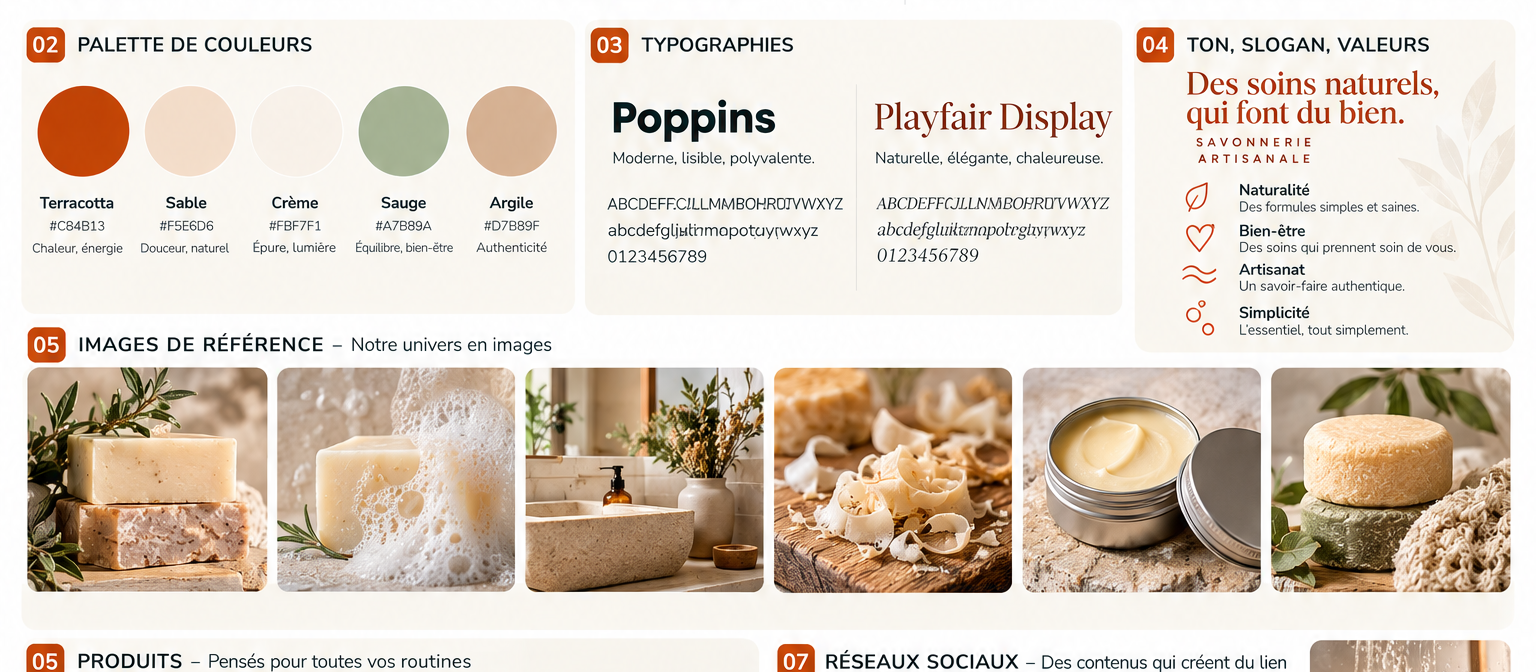 02 PALETTE DE COULEURS
Terracotta
#C84B13
Chaleur, énergie
Sable
#F5E6D6
Douceur, naturel
Crème
#FBF7F1
Épure, lumière
Sauge
#A7B89A
Équilibre, bien-être
Argile
#D7B89F
Authenticité
03 TYPOGRAPHIES
Poppins
Moderne, lisible, polyvalente.
0123456789
Playfair Display
Naturelle, élégante, chaleureuse.
0123456789
04 TON, SLOGAN, VALEURS
Des soins naturels,
qui font du bien.
SAVONNERIE
ARTISANALE
Naturalité
Des formules simples et saines.
Bien-être
Des soins qui prennent soin de vous.
Artisanat
Un savoir-faire authentique.
Simplicité
L'essentiel, tout simplement.
05 IMAGES DE RÉFÉRENCE – Notre univers en images
05 PRODUITS – Pensés pour toutes vos routines
07 RÉSEAUX SOCIAUX – Des contenus qui créent du lien